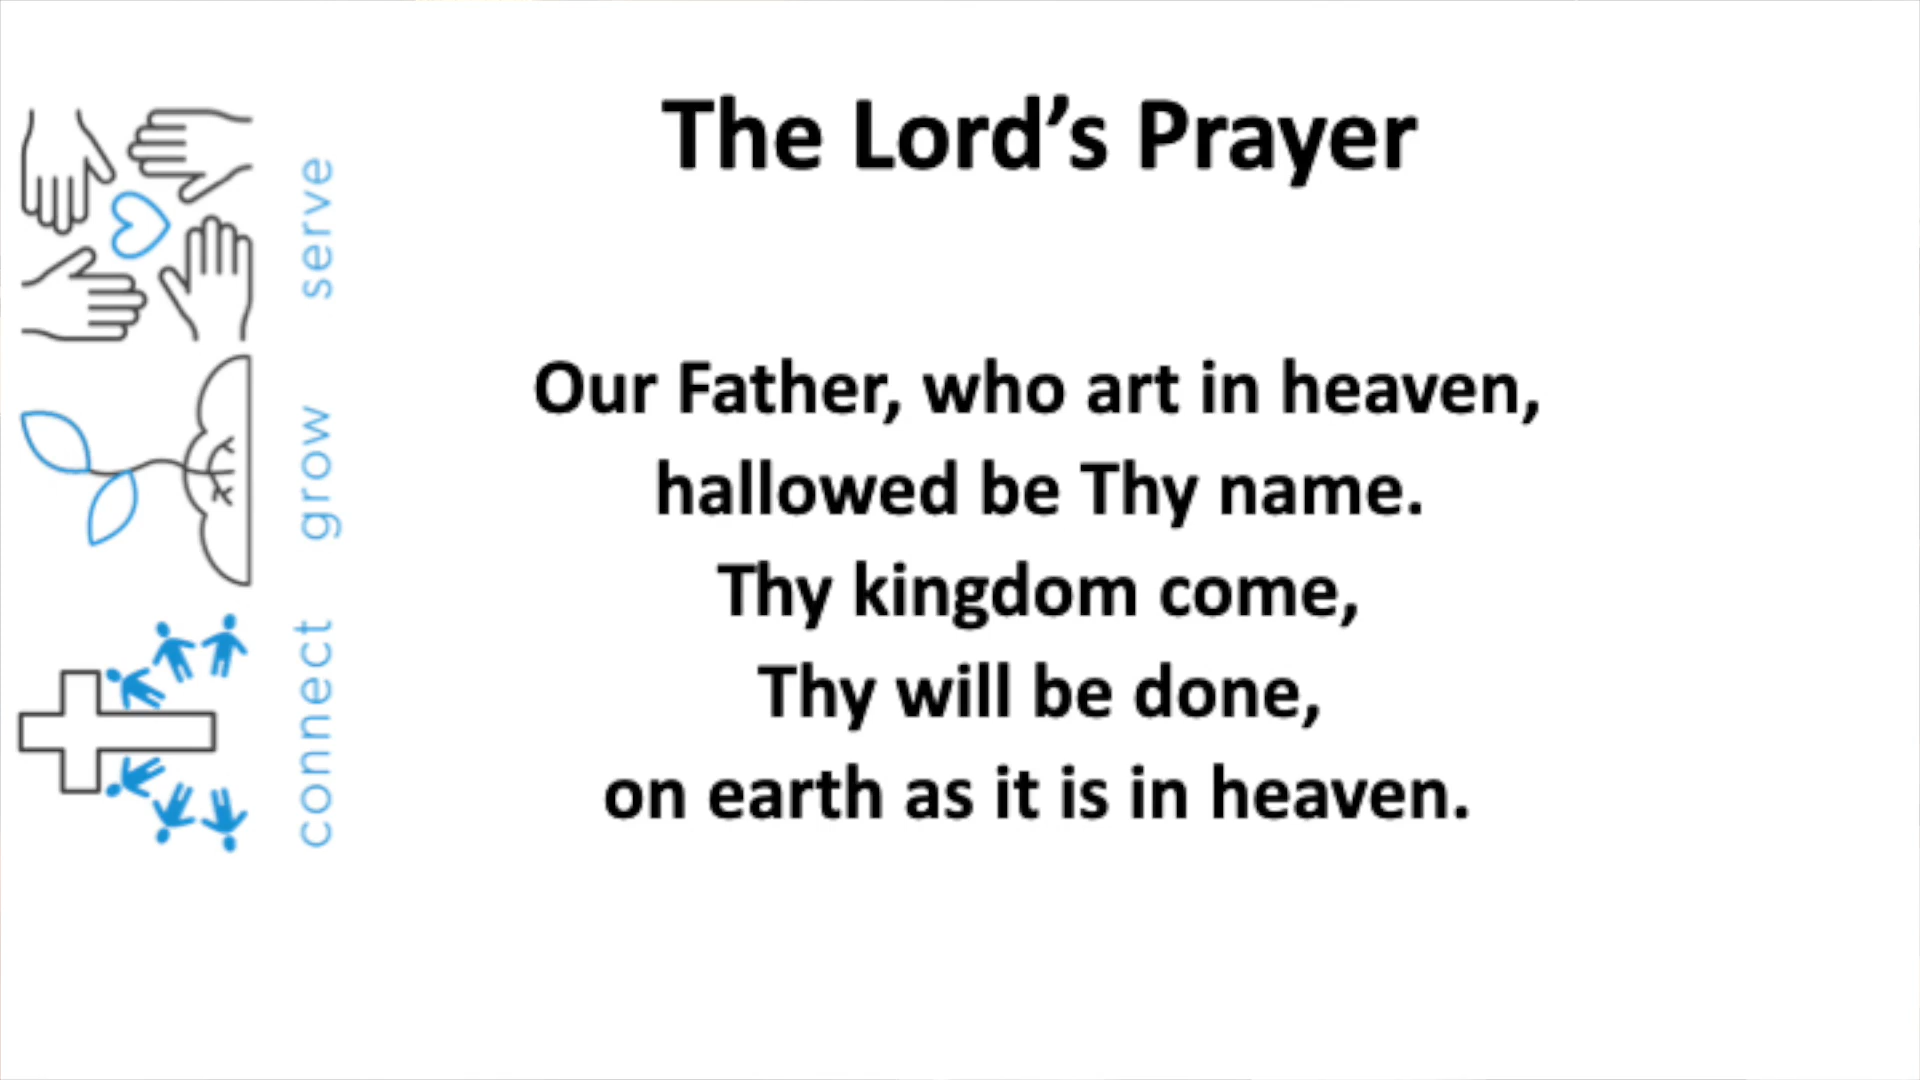 The Lord’s Prayer
Our Father, who art in heaven,
hallowed be Thy name.
Thy kingdom come,
Thy will be done,
on earth as it is in heaven.
serve
grow
connect